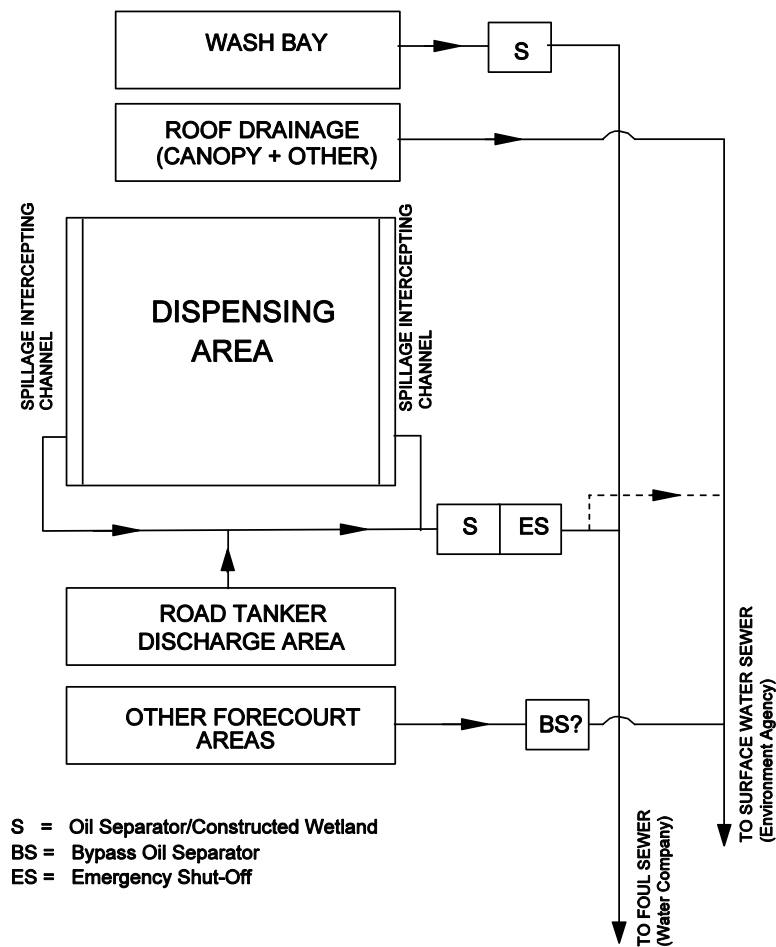 WASH BAY
S
ROOF DRAINAGE
(CANOPY + OTHER)
SPILLAGE INTERCEPTING
CHANNEL
DISPENSING
AREA
SPILLAGE INTERCEPTING
CHANNEL
S
ES
ROAD TANKER
DISCHARGE AREA
OTHER FORECOURT
AREAS
BS?
TO SURFACE WATER SEWER
(Environment Agency)
TO FOUL SEWER
(Water Company)
S = Oil Separator/Constructed Wetland
BS = Bypass Oil Separator
ES = Emergency Shut-Off